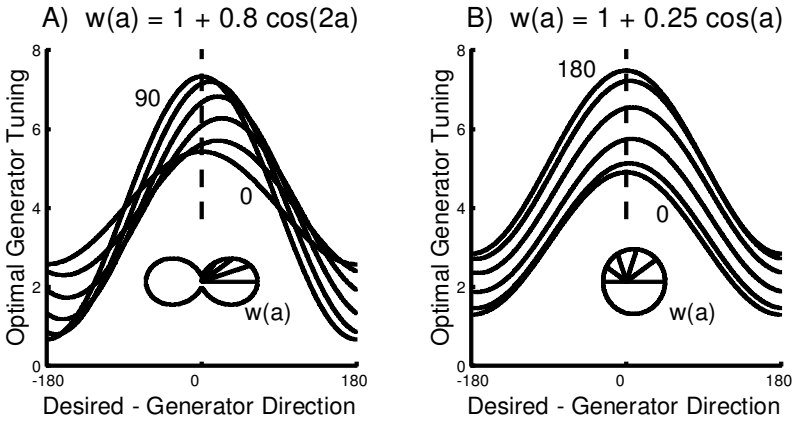 A) w(a) = 1 + 0.8 cos(2a)
Optimal Generator Tuning
8
6
4
2
0
90
0
w(a)
-180
0
180
Desired - Generator Direction
B) w(a) = 1 + 0.25 cos(a)
Optimal Generator Tuning
8
6
4
2
0
180
0
w(a)
-180
0
180
Desired - Generator Direction